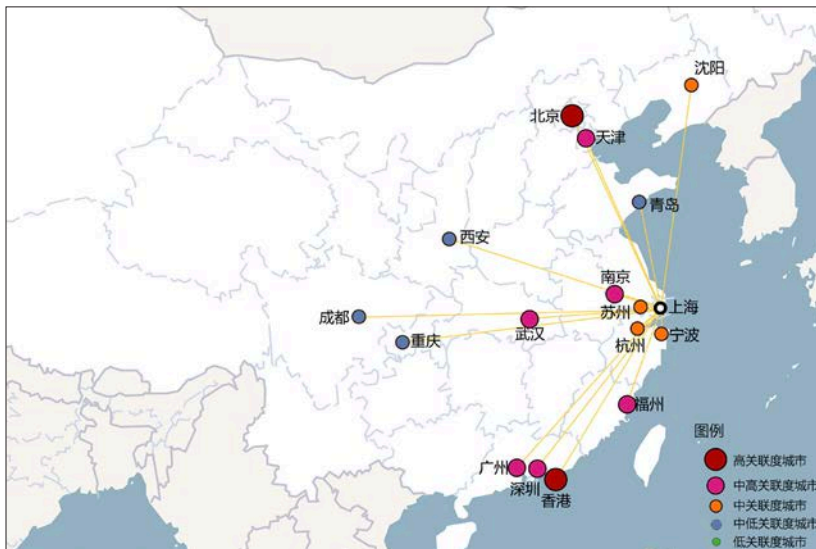 沈阳
北京
天津
青岛
西安
南京
苏州
上海
成都
武汉
重庆
杭州
宁波
福州
广州
深圳
香港
图例
高关联度城市
中高关联度城市
中关联度城市
中低关联度城市
低关联度城市